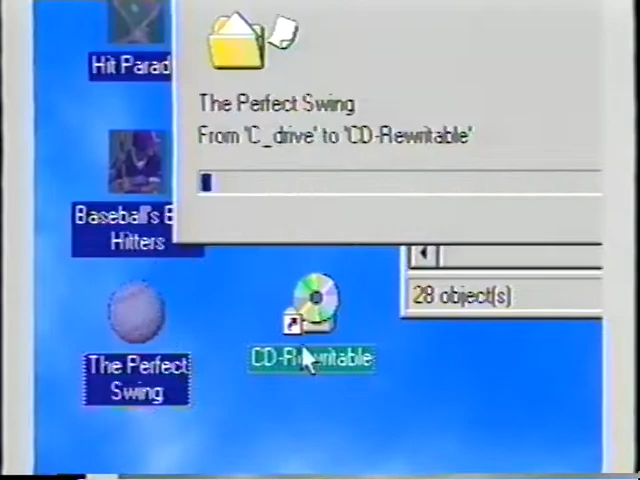 Hit Parad
The Perfect Swing
From 'C_drive' to 'CD-Rewritable'
Baseball's
Hitters
28 object(s)
CD-Rewritable
The Perfect
Swing